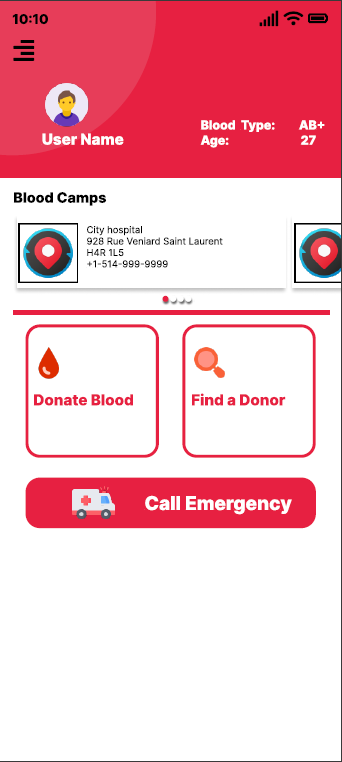 10:10
User Name
Blood Type: AB+
Age: 27
Blood Camps
City hospital
928 Rue Veniard Saint Laurent
H4R 1L5
+1-514-999-9999
Donate Blood
Find a Donor
Call Emergency